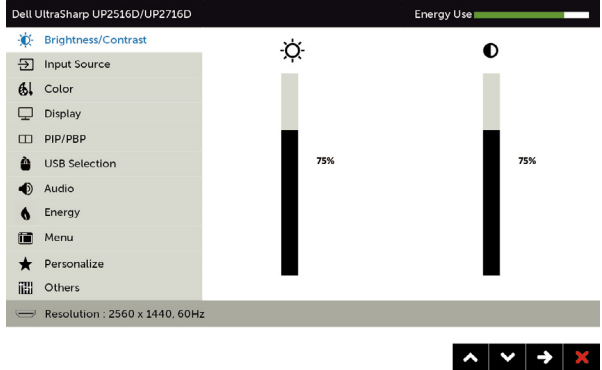 Dell UltraSharp UP2516D/UP2716D
Energy Use
Brightness/Contrast
Input Source
Color
Display
PIP/PBP
USB Selection
Audio
Energy
Menu
Personalize
Others
75%
75%
Resolution : 2560 x 1440, 60Hz